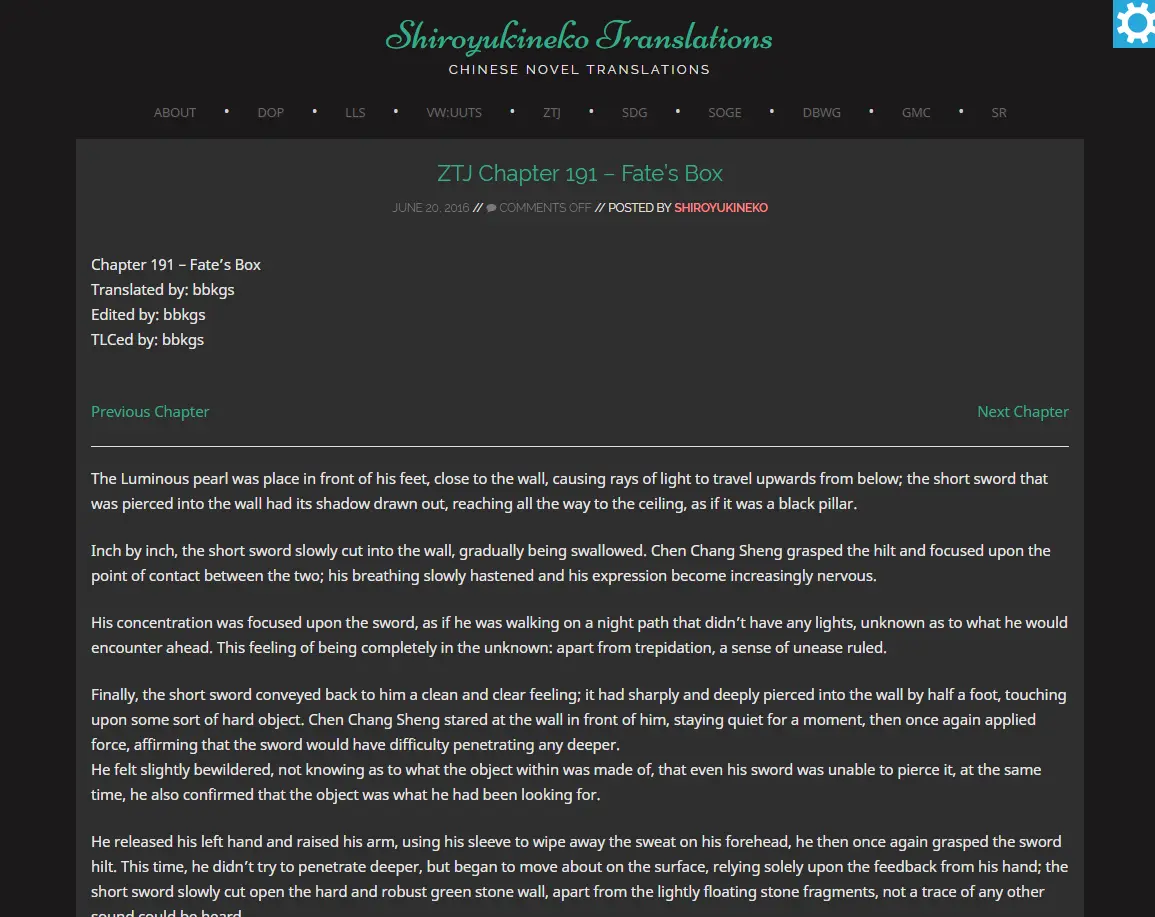 Shiroyukineko Translations
CHINESE NOVEL TRANSLATIONS
ABOUT • DOP • LLS • VW:UUTS • ZTJ • SDG • SOGE • DBWG • GMC • SR
ZTJ Chapter 191 – Fate's Box
JUNE 20, 2016 // COMMENTS OFF // POSTED BY SHIROYUKINEKO
Chapter 191 – Fate's Box
Translated by: bbkgs
Edited by: bbkgs
TLCed by: bbkgs
Previous Chapter Next Chapter
The Luminous pearl was place in front of his feet, close to the wall, causing rays of light to travel upwards from below; the short sword that
was pierced into the wall had its shadow drawn out, reaching all the way to the ceiling, as if it was a black pillar.
Inch by inch, the short sword slowly cut into the wall, gradually being swallowed. Chen Chang Sheng grasped the hilt and focused upon the
point of contact between the two; his breathing slowly hastened and his expression become increasingly nervous.
His concentration was focused upon the sword, as if he was walking on a night path that didn't have any lights, unknown as to what he would
encounter ahead. This feeling of being completely in the unknown: apart from trepidation, a sense of unease ruled.
Finally, the short sword conveyed back to him a clean and clear feeling; it had sharply and deeply pierced into the wall by half a foot, touching
upon some sort of hard object. Chen Chang Sheng stared at the wall in front of him, staying quiet for a moment, then once again applied
force, affirming that the sword would have difficulty penetrating any deeper.
He felt slightly bewildered, not knowing as to what the object within was made of, that even his sword was unable to pierce it, at the same
time, he also confirmed that the object was what he had been looking for.
He released his left hand and raised his arm, using his sleeve to wipe away the sweat on his forehead, he then once again grasped the sword
hilt. This time, he didn't try to penetrate deeper, but began to move about on the surface, relying solely upon the feedback from his hand; the
short sword slowly cut open the hard and robust green stone wall, apart from the lightly floating stone fragments, not a trace of any other
sound could be heard.